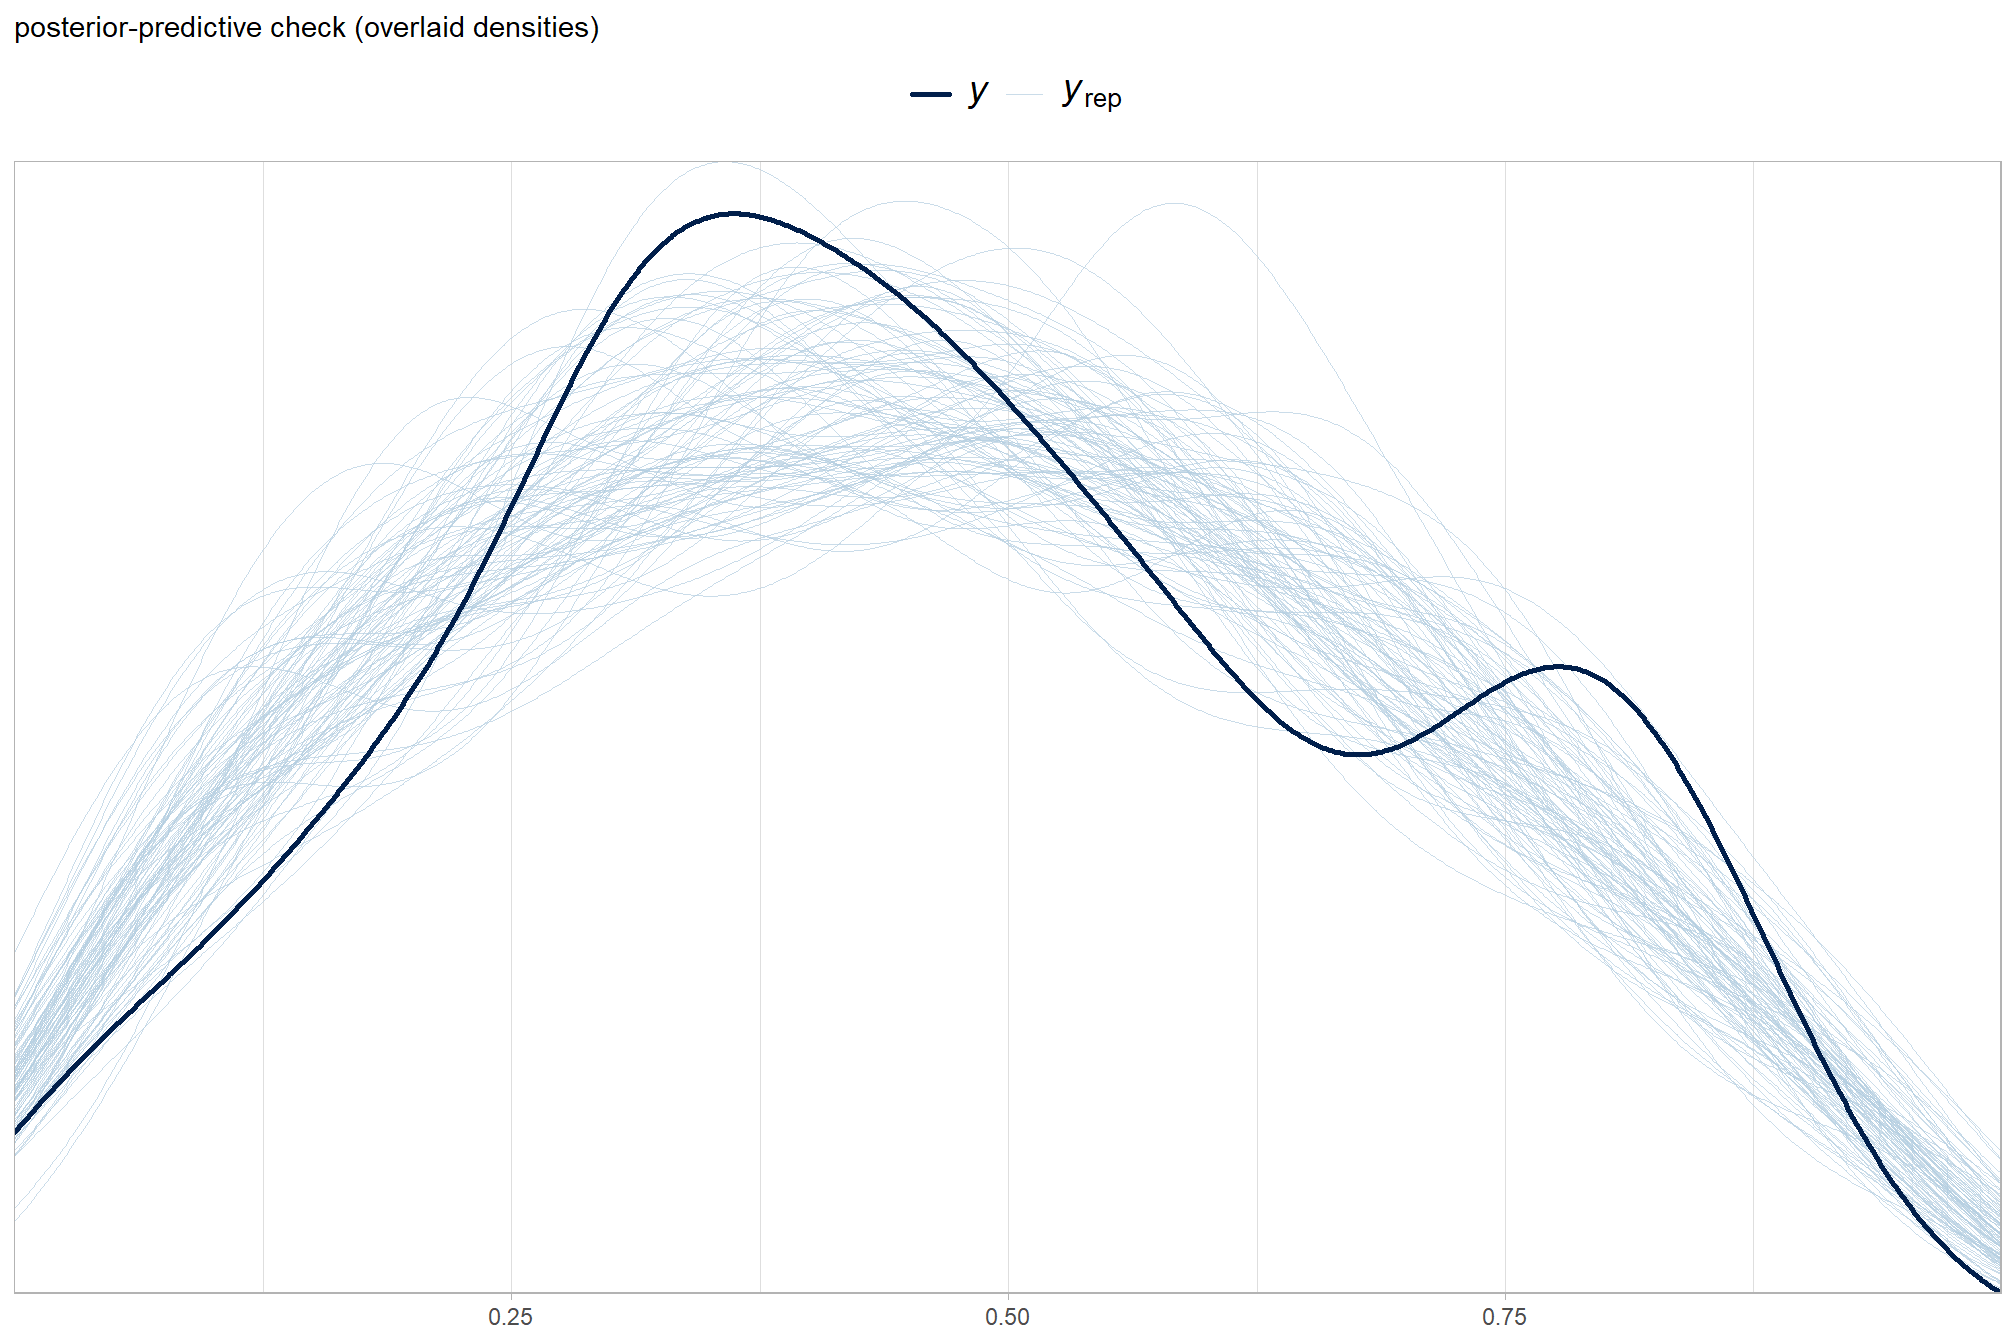 posterior-predictive check (overlaid densities)
y y rep
0.25 0.50 0.75